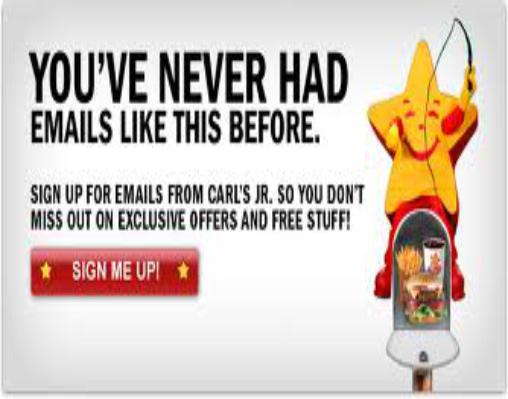 YOU'VE NEVER HAD
EMAILS LIKE THIS BEFORE.
SIGN UP FOR EMAILS FROM CARL'S JR. SO YOU DON'T
MISS OUT ON EXCLUSIVE OFFERS AND FREE STUFF!
SIGN ME UP!